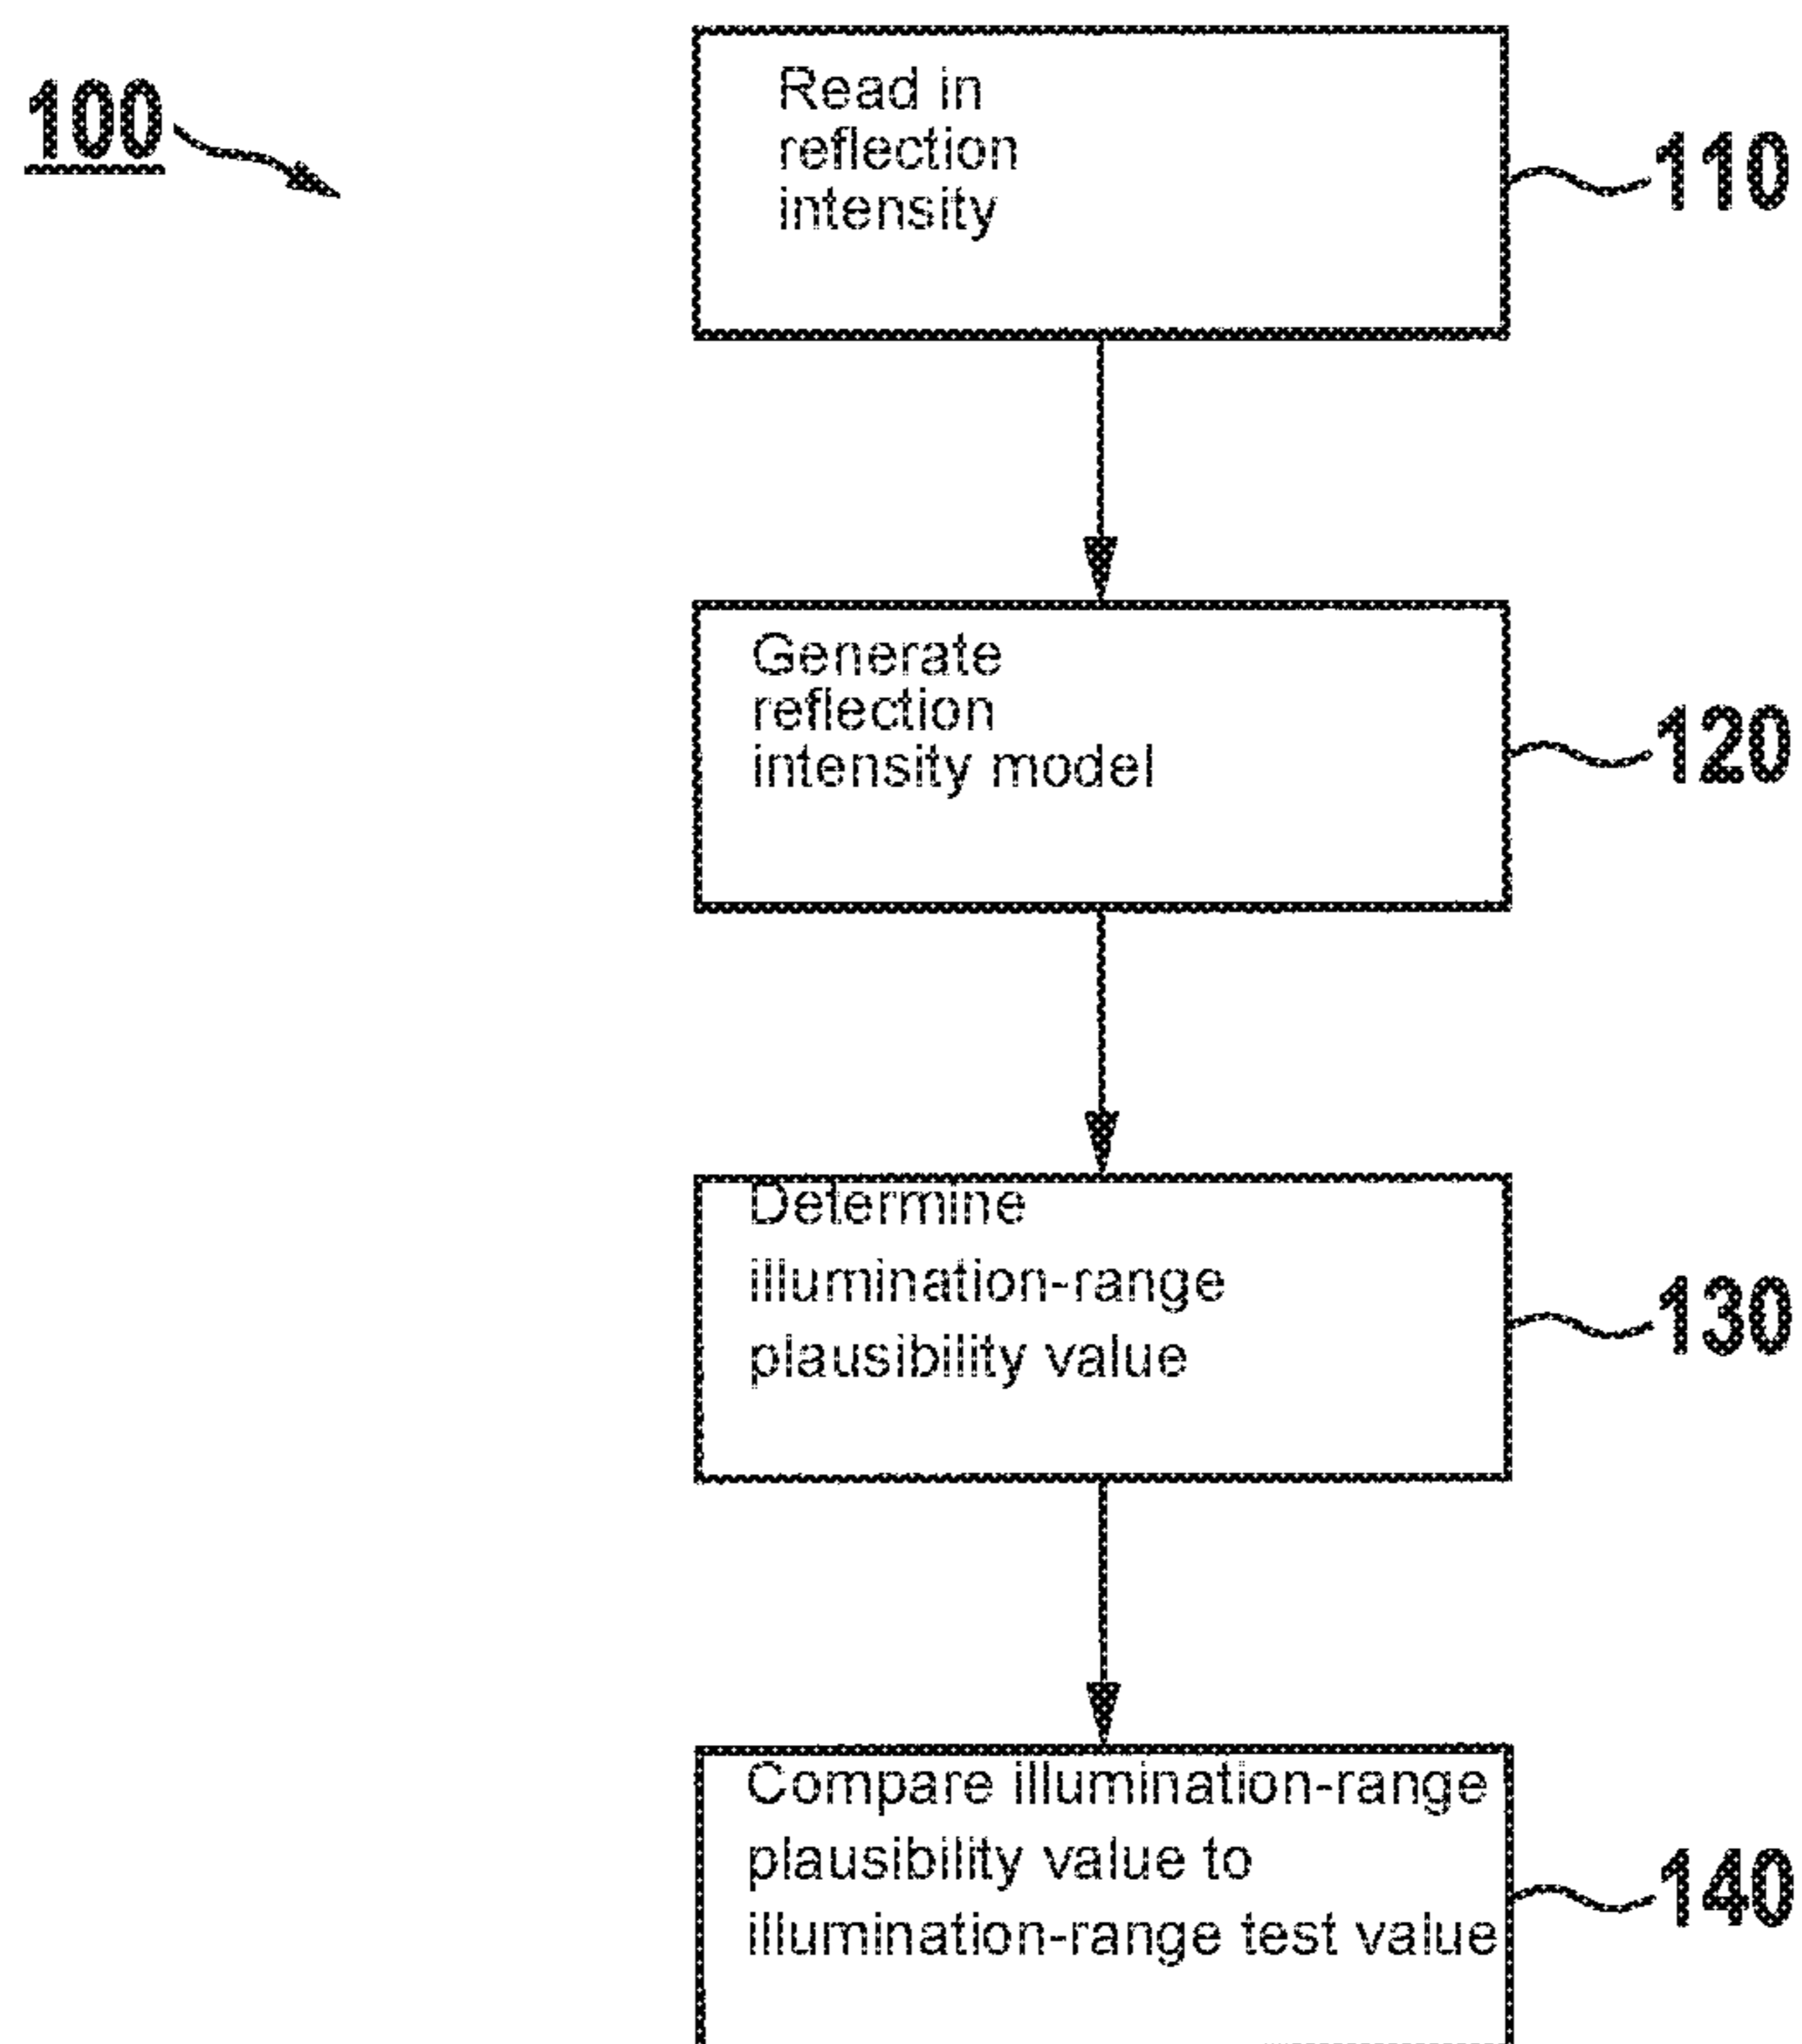 100
Read in
reflection
intensity
110
Generate
reflection
intensity model
120
Determine
illumination-range
plausibility value
130
Compare illumination-range
plausibility value to
illumination-range test value
140